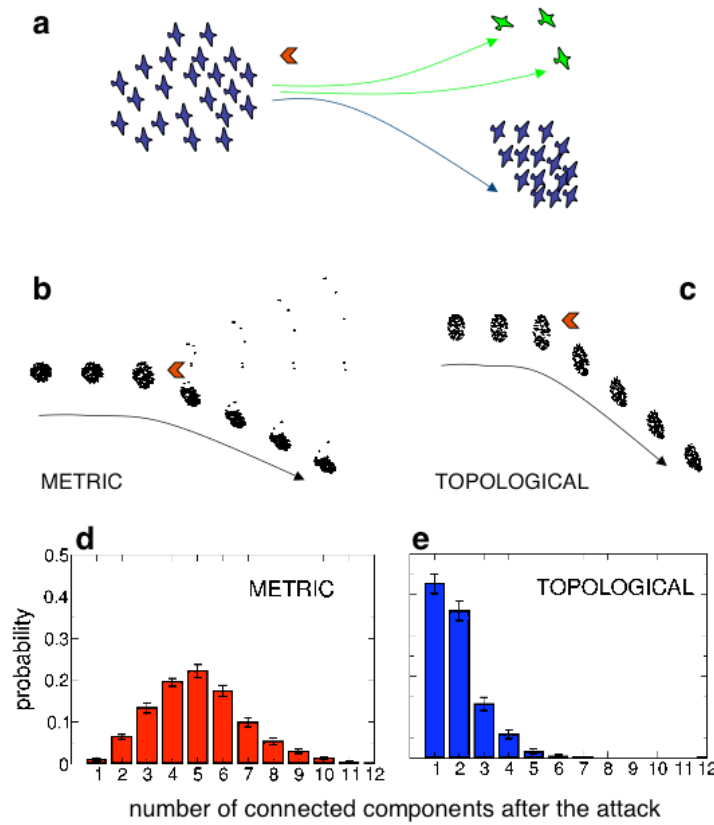 a
b
c
METRIC
TOPOLOGICAL
d
e
0.5
0.4
0.3
0.2
0.1
0
probability
METRIC
TOPOLOGICAL
1 2 3 4 5 6 7 8 9 10 11 12
1 2 3 4 5 6 7 8 9 10 11 12
number of connected components after the attack